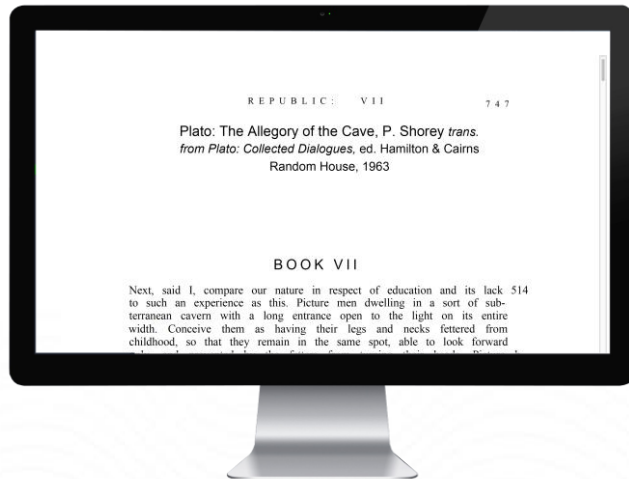 REPUBLIC: VII 747
Plato: The Allegory of the Cave, P. Shorey trans.
from Plato: Collected Dialogues, ed. Hamilton & Cairns
Random House, 1963
BOOK VII
Next, said I, compare our nature in respect of education and its lack 514
to such an experience as this. Picture men dwelling in a sort of sub-
terranean cavern with a long entrance open to the light on its entire
width. Conceive them as having their legs and necks fettered from
childhood, so that they remain in the same spot, able to look forward